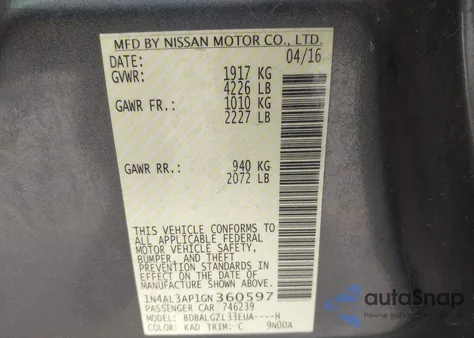 MFD BY NISSAN MOTOR CO., LTD.
DATE: 04/16
GVWR: 1917 KG
4226 LB
GAWR FR.: 1010 KG
2227 LB
GAWR RR.: 940 KG
2072 LB
THIS VEHICLE CONFORMS TO
ALL APPLICABLE FEDERAL
MOTOR VEHICLE SAFETY,
BUMPER, AND THEFT
PREVENTION STANDARDS IN
EFFECT ON THE DATE OF
MANUFACTURE SHOWN ABOVE.
1N4AL3AP1GN360597
PASSENGER CAR 746239
MODEL: BDBALGZL33EUA----H
COLOR: KAD TRIM: C 9N00A
autoSnap